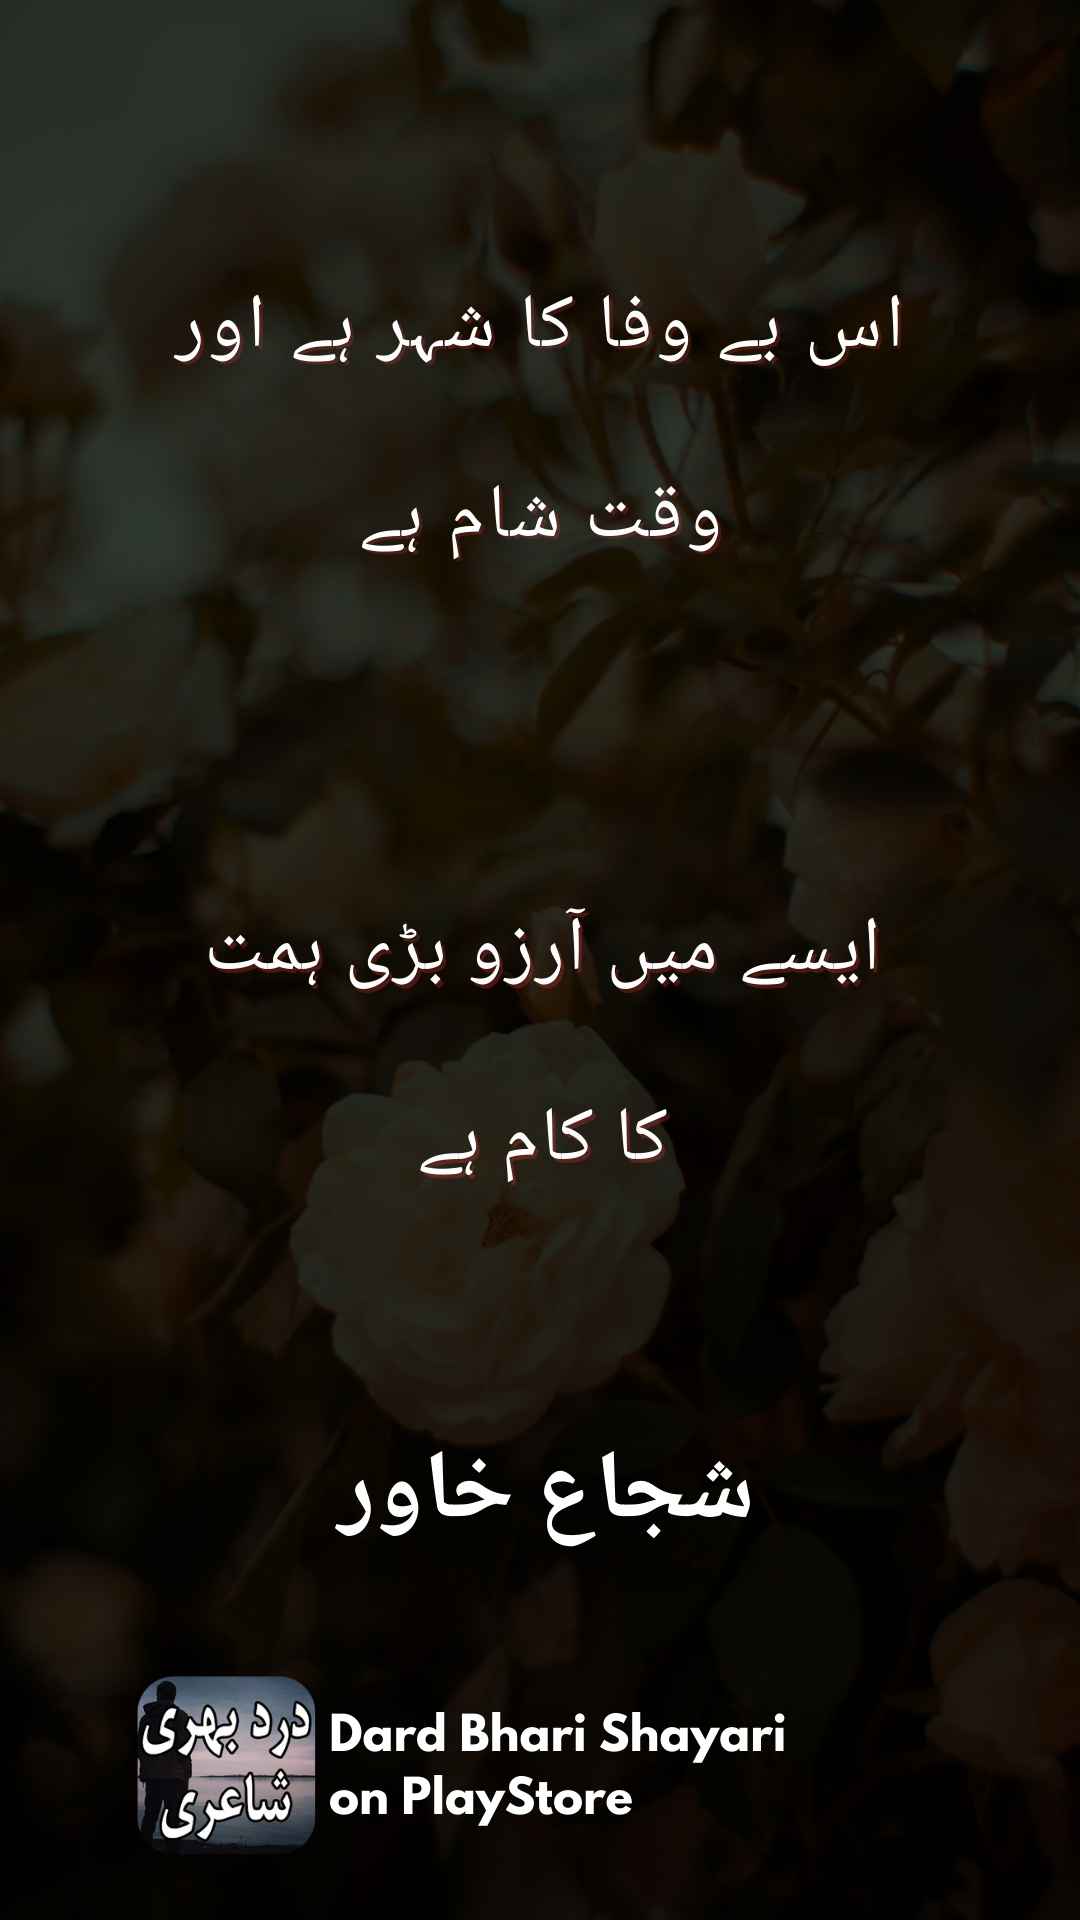 اس بے وفا کا شہر ہے اور
وقت شام ہے
ایسے میں آرزو بڑی ہمت
کا کام ہے
شجاع خاور
درد بھری
شاعری
Dard Bhari Shayari
on PlayStore